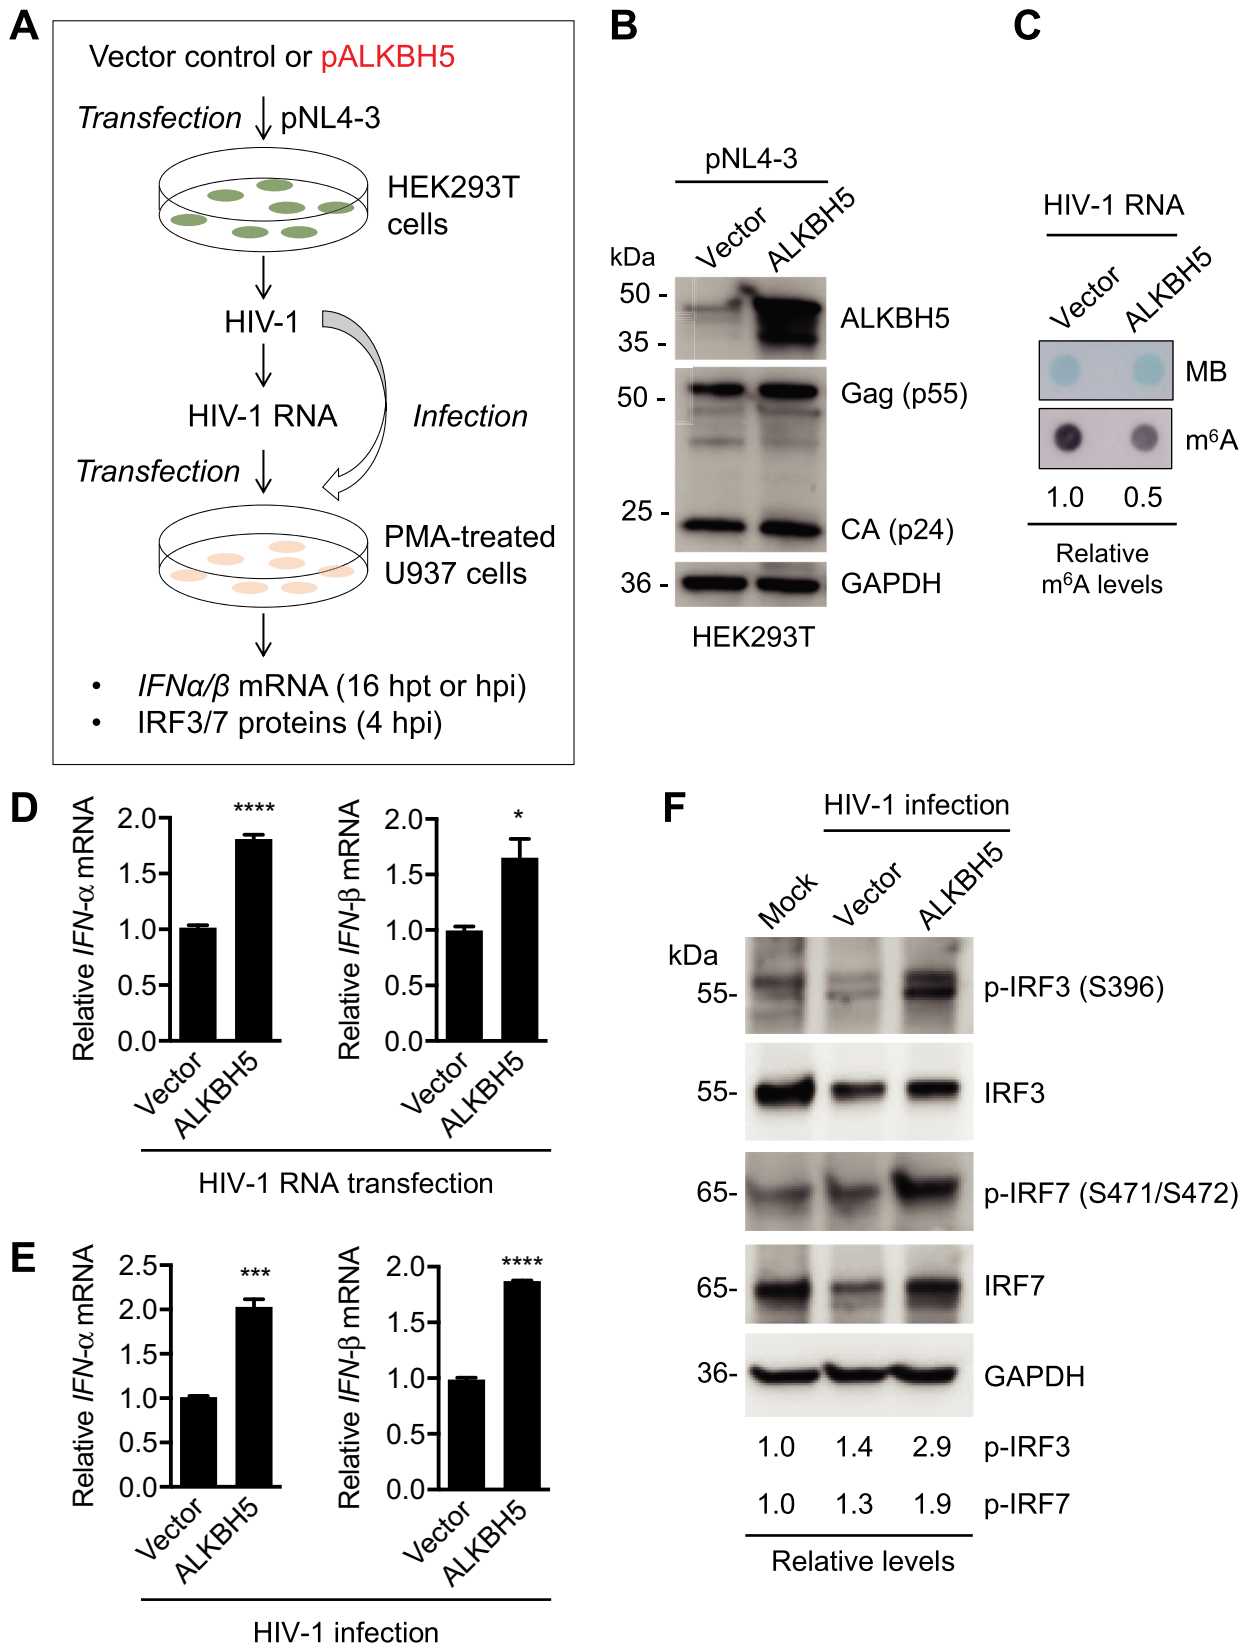 A
Vector control or pALKBH5
Transfection
pNL4-3
HEK293T
cells
HIV-1
HIV-1 RNA
Infection
Transfection
PMA-treated
U937 cells
• IFNα/β mRNA (16 hpt or hpi)
• IRF3/7 proteins (4 hpi)
B
pNL4-3
Vector
ALKBH5
kDa
50 -
35 -
ALKBH5
50 -
Gag (p55)
25 -
CA (p24)
36 -
GAPDH
HEK293T
C
HIV-1 RNA
Vector
ALKBH5
MB
m⁶A
1.0 0.5
Relative
m⁶A levels
D
Relative IFN-α mRNA
2.0
1.5
1.0
0.5
0.0
****
Vector
ALKBH5
Relative IFN-β mRNA
2.0
1.5
1.0
0.5
0.0
*
Vector
ALKBH5
HIV-1 RNA transfection
E
Relative IFN-α mRNA
2.5
2.0
1.5
1.0
0.5
0.0
***
Vector
ALKBH5
Relative IFN-β mRNA
2.0
1.5
1.0
0.5
0.0
****
Vector
ALKBH5
HIV-1 infection
F
HIV-1 infection
Mock
Vector
ALKBH5
kDa
55-
p-IRF3 (S396)
55-
IRF3
65-
p-IRF7 (S471/S472)
65-
IRF7
36-
GAPDH
1.0 1.4 2.9 p-IRF3
1.0 1.3 1.9 p-IRF7
Relative levels